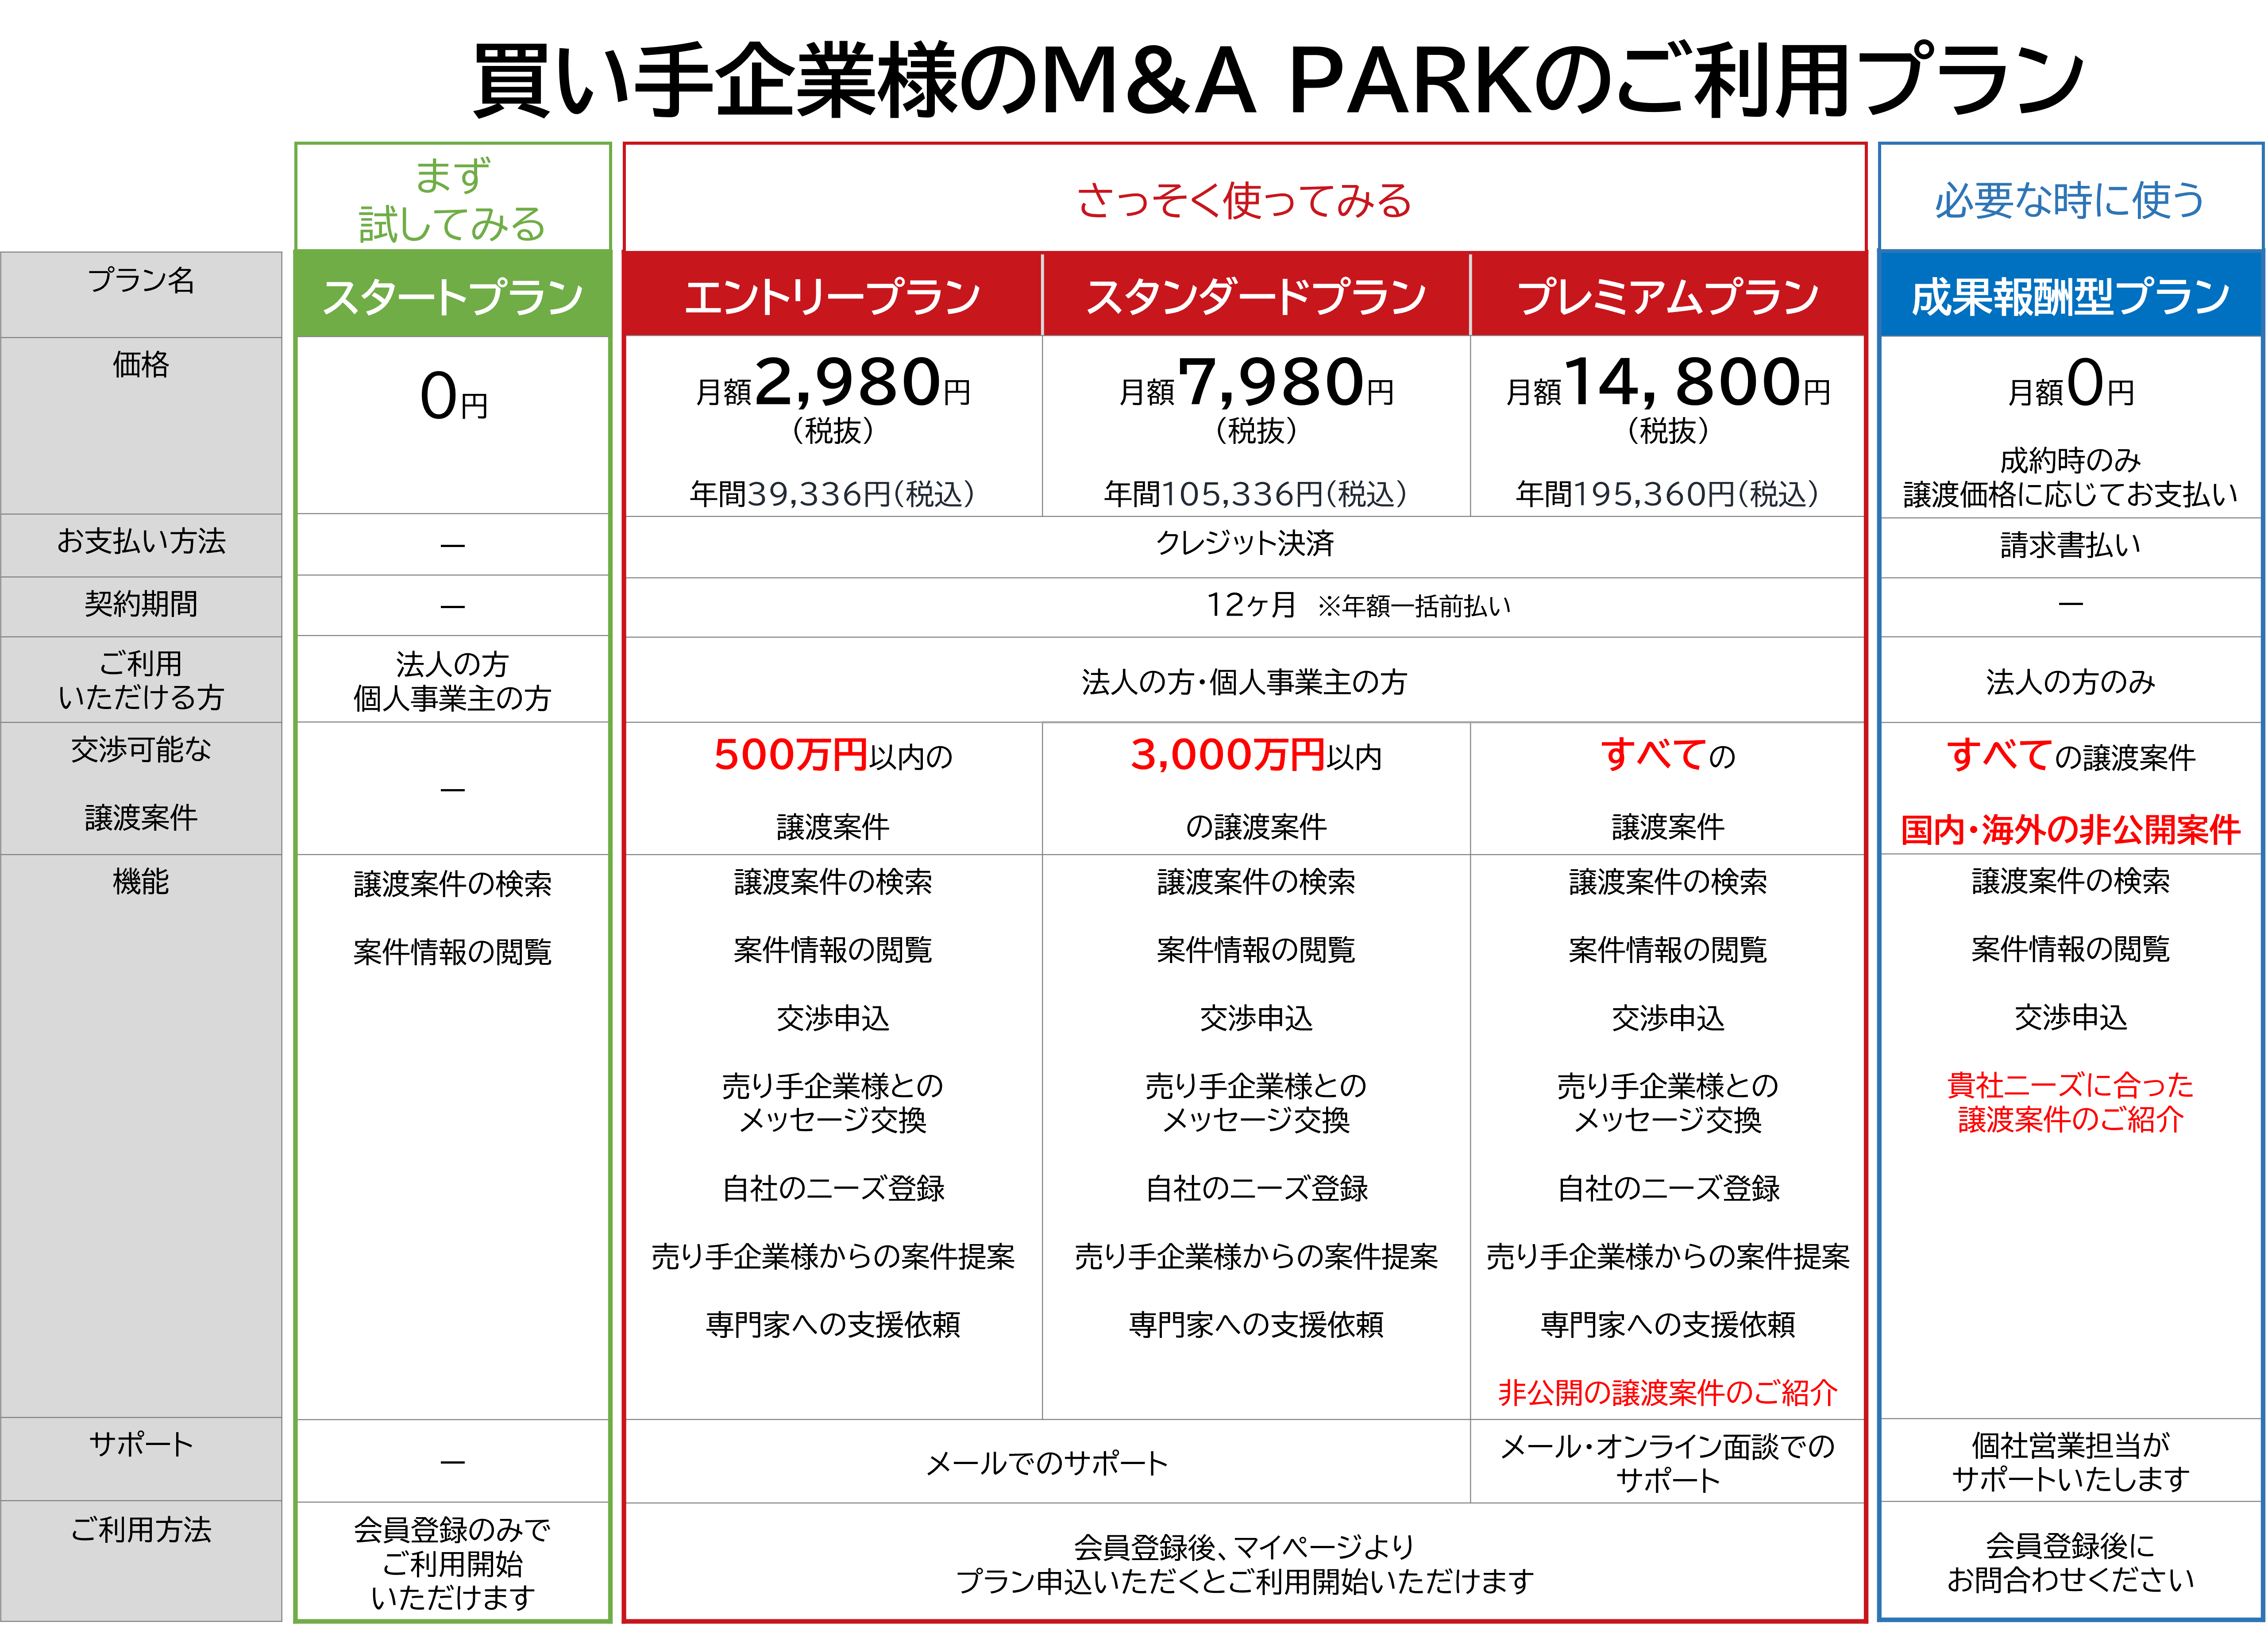 買い手企業様のM&A PARKのご利用プラン
まず
試してみる
さっそく使ってみる
必要な時に使う
プラン名
スタートプラン
エントリープラン
スタンダードプラン
プレミアムプラン
成果報酬型プラン
価格
0円
月額2,980円
（税抜）
年間39,336円（税込）
月額7,980円
（税抜）
年間105,336円（税込）
月額14，800円
（税抜）
年間195,360円（税込）
月額0円
成約時のみ
譲渡価格に応じてお支払い
お支払い方法
－
クレジット決済
請求書払い
契約期間
－
12ヶ月　※年額一括前払い
－
ご利用
いただける方
法人の方
個人事業主の方
法人の方・個人事業主の方
法人の方のみ
交渉可能な
譲渡案件
－
500万円以内の
譲渡案件
3,000万円以内
の譲渡案件
すべての
譲渡案件
すべての譲渡案件
国内・海外の非公開案件
機能
譲渡案件の検索
案件情報の閲覧
譲渡案件の検索
案件情報の閲覧
交渉申込
売り手企業様との
メッセージ交換
自社のニーズ登録
売り手企業様からの案件提案
専門家への支援依頼
譲渡案件の検索
案件情報の閲覧
交渉申込
売り手企業様との
メッセージ交換
自社のニーズ登録
売り手企業様からの案件提案
専門家への支援依頼
譲渡案件の検索
案件情報の閲覧
交渉申込
売り手企業様との
メッセージ交換
自社のニーズ登録
売り手企業様からの案件提案
専門家への支援依頼
非公開の譲渡案件のご紹介
譲渡案件の検索
案件情報の閲覧
交渉申込
貴社ニーズに合った
譲渡案件のご紹介
サポート
－
メールでのサポート
メール・オンライン面談での
サポート
個社営業担当が
サポートいたします
ご利用方法
会員登録のみで
ご利用開始
いただけます
会員登録後、マイページより
プラン申込いただくとご利用開始いただけます
会員登録後に
お問合わせください